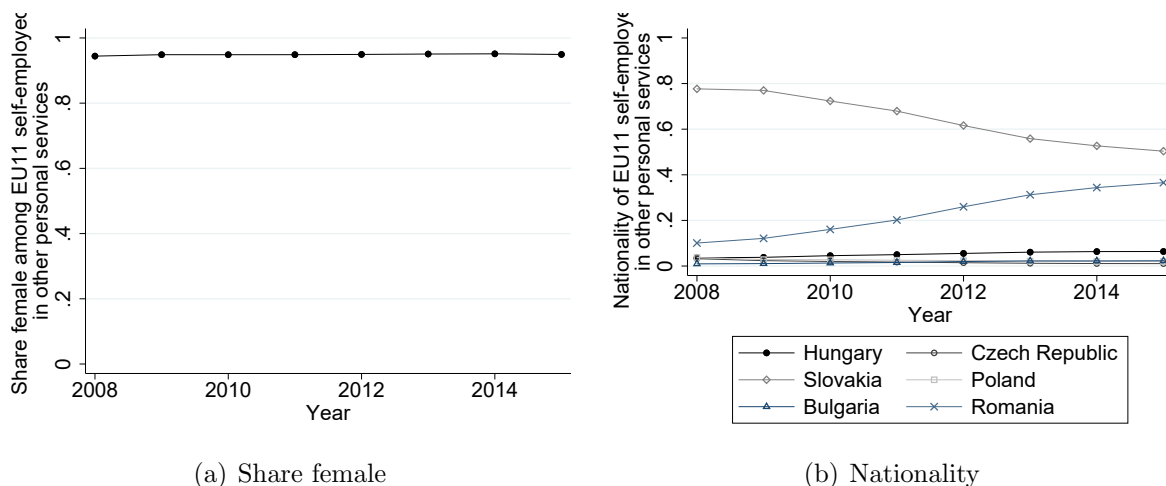 Share female among EU11 self-employed
in other personal services
1
.8
.6
.4
.2
0
2008 2010 2012 2014
Year
(a) Share female
Nationality of EU11 self-employed
in other personal services
1
.8
.6
.4
.2
0
2008 2010 2012 2014
Year
Hungary Czech Republic
Slovakia Poland
Bulgaria Romania
(b) Nationality